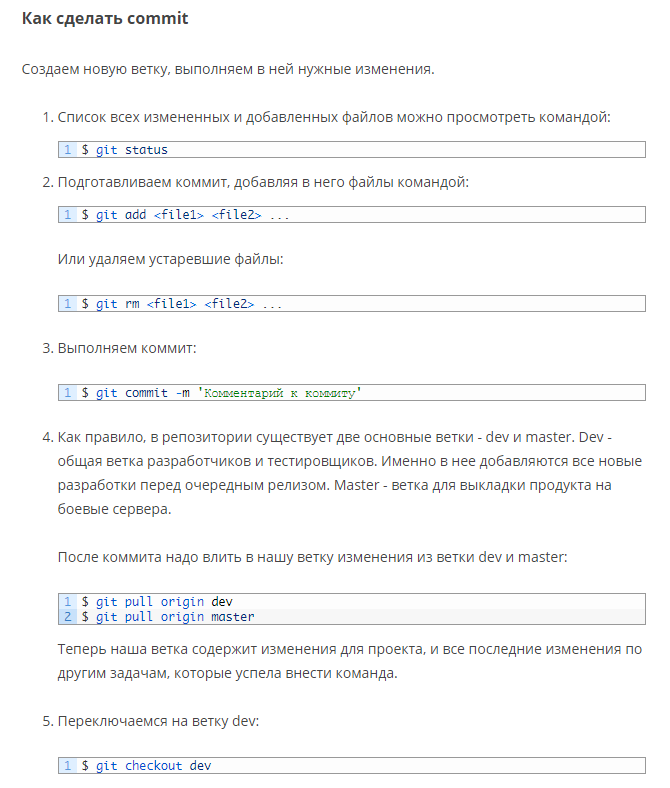 Как сделать commit
Создаем новую ветку, выполняем в ней нужные изменения.
1. Список всех измененных и добавленных файлов можно просмотреть командой:
1 $ git status
2. Подготавливаем коммит, добавляя в него файлы командой:
1 $ git add <file1> <file2> ...
Или удаляем устаревшие файлы:
1 $ git rm <file1> <file2> ...
3. Выполняем коммит:
1 $ git commit -m 'Комментарий к коммиту'
4. Как правило, в репозитории существует две основные ветки - dev и master. Dev -
общая ветка разработчиков и тестировщиков. Именно в нее добавляются все новые
разработки перед очередным релизом. Master - ветка для выкладки продукта на
боевые сервера.
После коммита надо влить в нашу ветку изменения из ветки dev и master:
1 $ git pull origin dev
2 $ git pull origin master
Теперь наша ветка содержит изменения для проекта, и все последние изменения по
другим задачам, которые успела внести команда.
5. Переключаемся на ветку dev:
1 $ git checkout dev